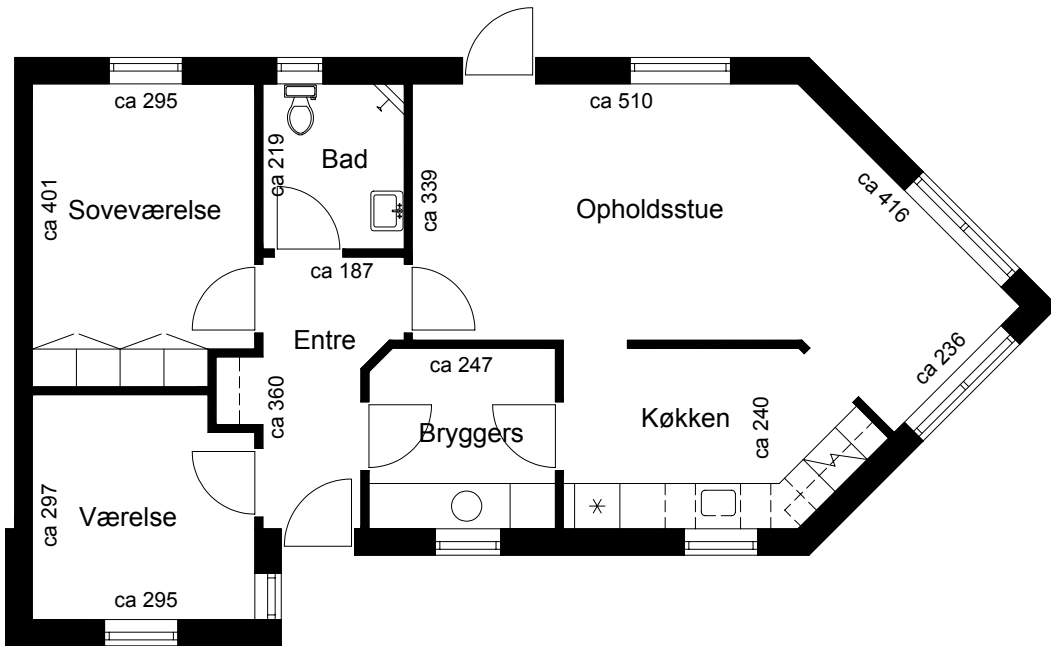 ca 295
ca 510
ca 219
Bad
ca 401
Soveværelse
ca 339
Opholdsstue
ca 416
ca 187
Entre
ca 247
ca 236
ca 360
Bryggers
Køkken
ca 240
ca 297
Værelse
ca 295